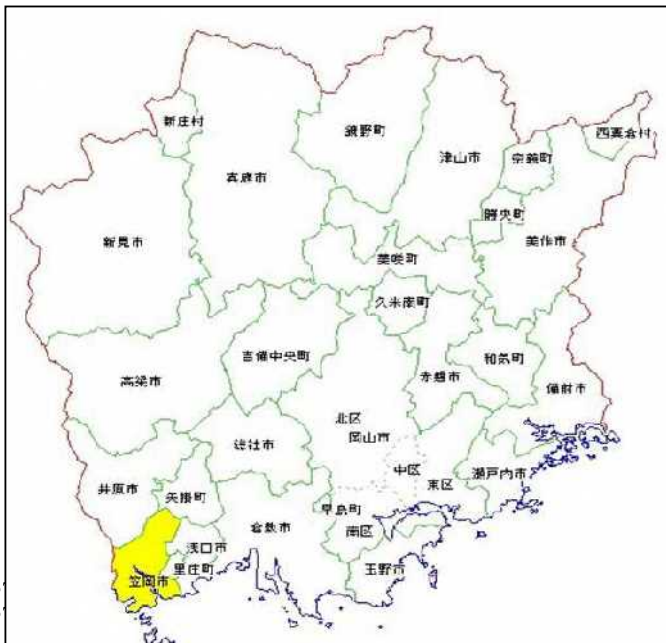 新庄村
鏡野町
津山市
奈義町
西粟倉村
真庭市
勝央町
新見市
美作市
美咲町
久米南町
吉備中央町
和気町
高梁市
赤磐市
備前市
北区
岡山市
総社市
中区
瀬戸内市
東区
井原市
矢掛町
早島町
倉敷市
南区
浅口市
里庄町
玉野市
笠岡市